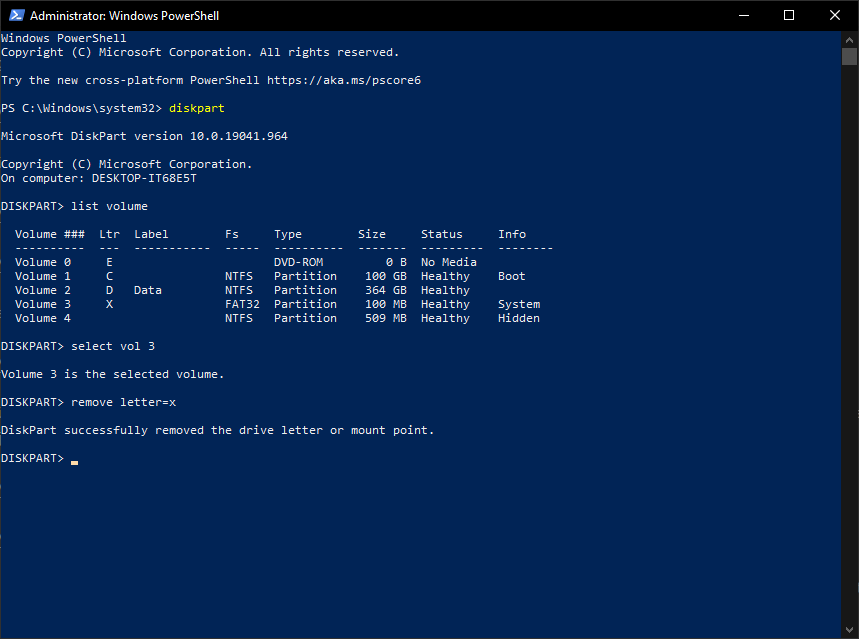 Administrator: Windows PowerShell
Windows PowerShell
Copyright (C) Microsoft Corporation. All rights reserved.
Try the new cross-platform PowerShell https://aka.ms/pscore6
PS C:\Windows\system32> diskpart
Microsoft DiskPart version 10.0.19041.964
Copyright (C) Microsoft Corporation.
On computer: DESKTOP-IT68E5T
DISKPART> list volume
  Volume ###  Ltr  Label        Fs     Type        Size     Status     Info
  ----------  ---  -----------  -----  ----------  -------  ---------  --------
  Volume 0     E                       DVD-ROM         0 B  No Media
  Volume 1     C                NTFS   Partition    100 GB  Healthy    Boot
  Volume 2     D   Data         NTFS   Partition    364 GB  Healthy
  Volume 3     X                FAT32  Partition    100 MB  Healthy    System
  Volume 4                      NTFS   Partition    509 MB  Healthy    Hidden
DISKPART> select vol 3
Volume 3 is the selected volume.
DISKPART> remove letter=x
DiskPart successfully removed the drive letter or mount point.
DISKPART>